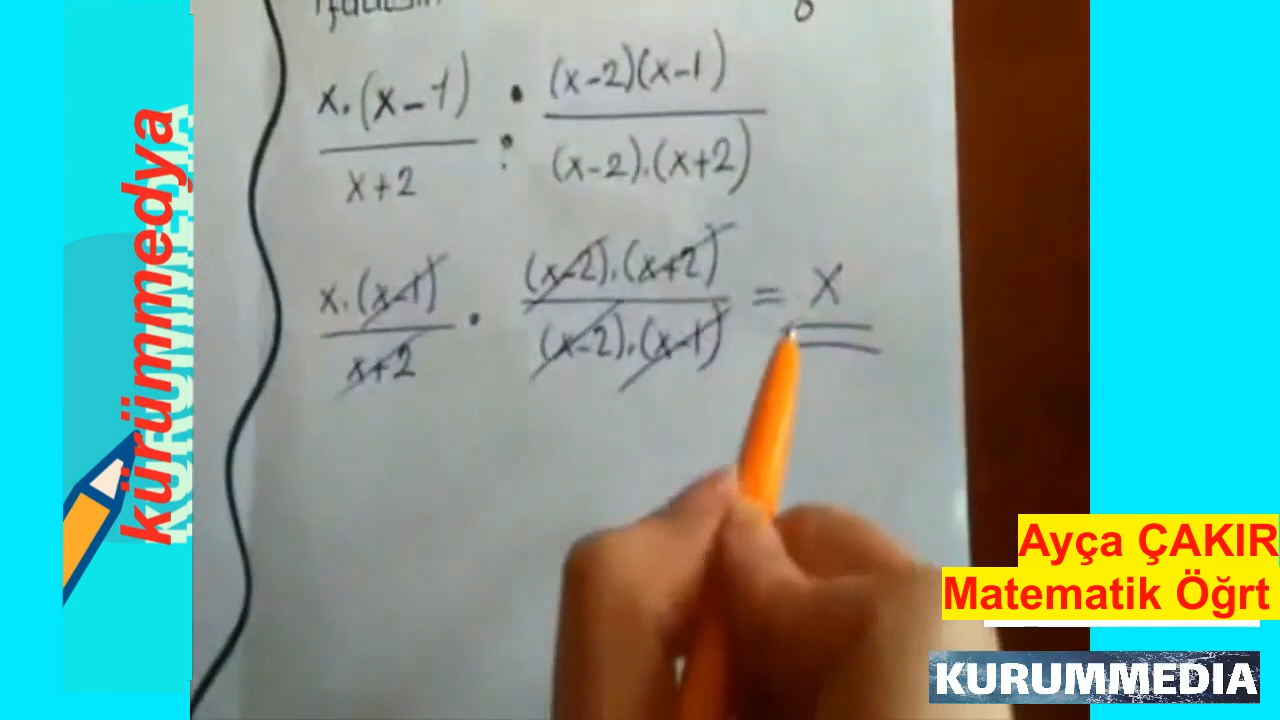 x.(x-1) : (x-2)(x-1)
x+2 (x-2).(x+2)
x.(x-1) . (x-2).(x+2) = x
x+2 (x-2).(x-1)
kürümmedya
Ayça ÇAKIR
Matematik Öğrt
KURUMMEDIA